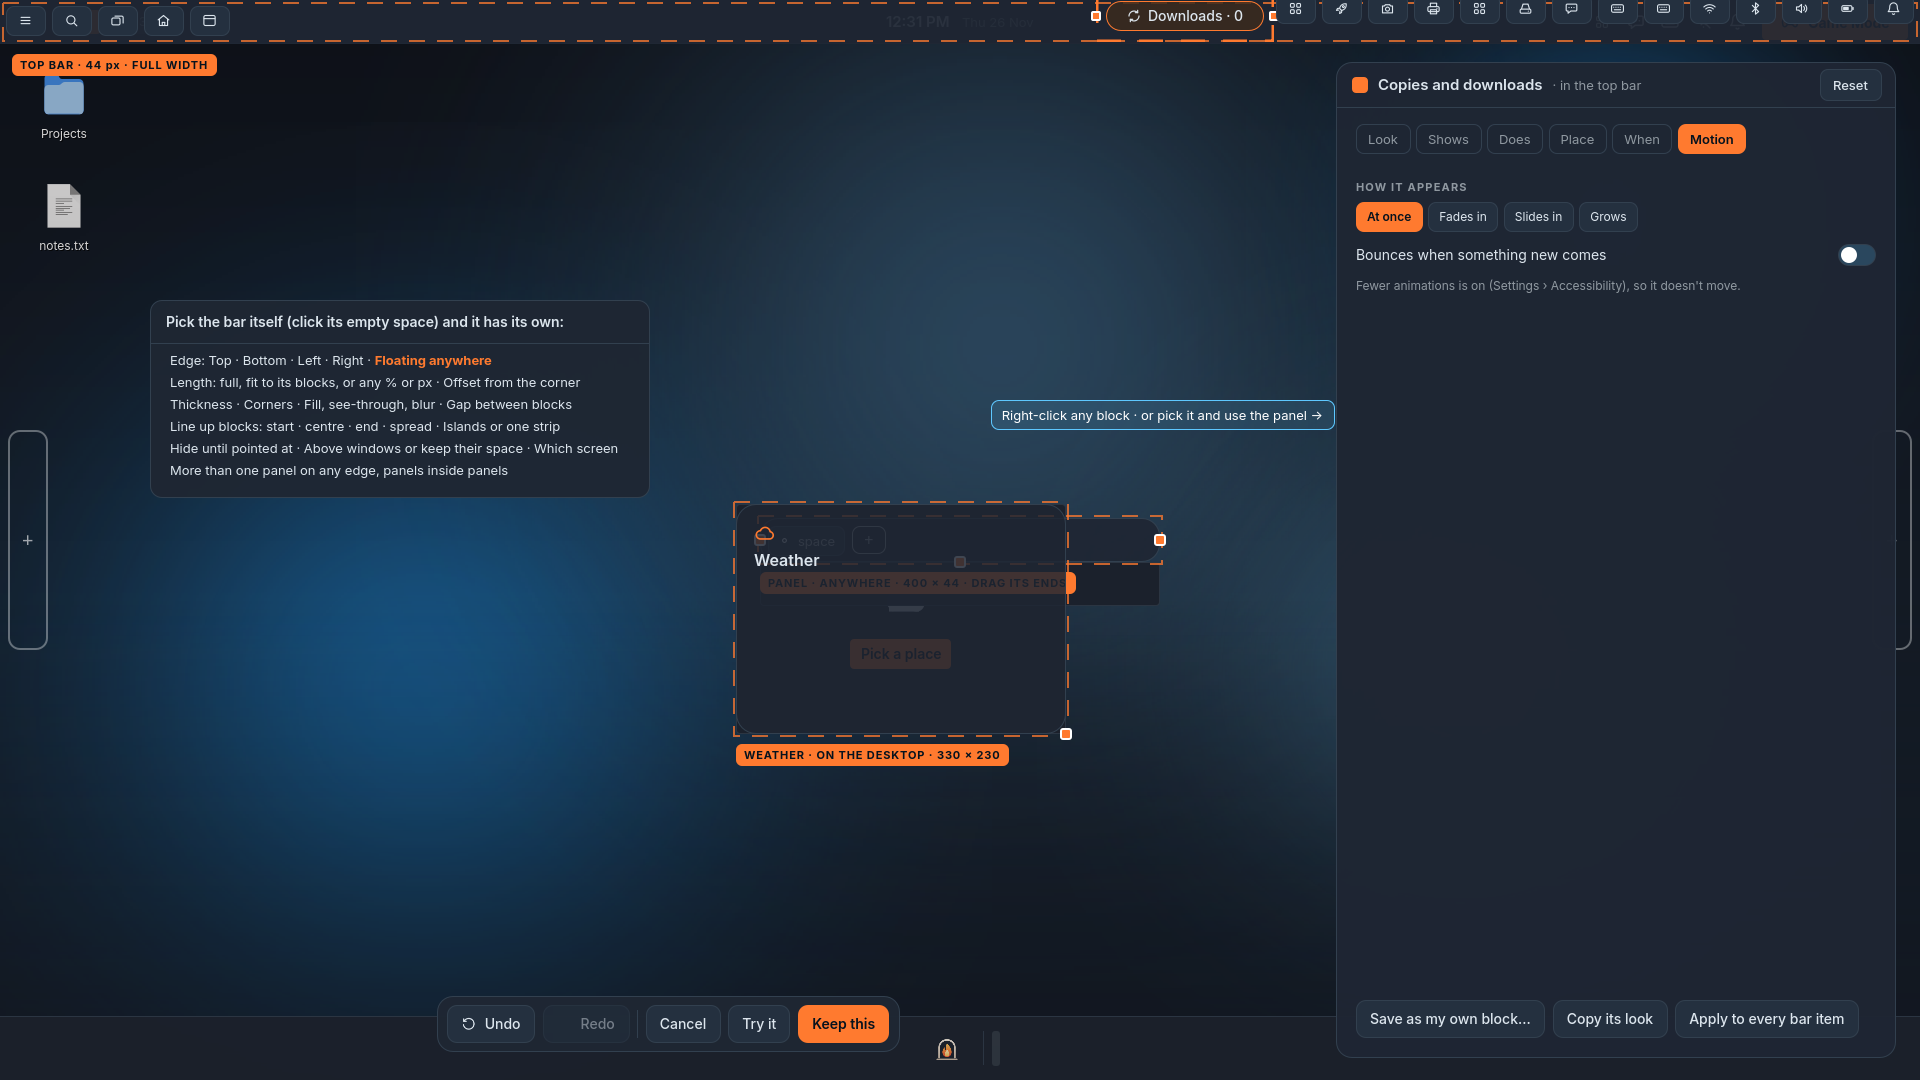 12:31 PM Thu 26 Nov
Downloads · 0
TOP BAR · 44 px · FULL WIDTH
Projects
notes.txt
Pick the bar itself (click its empty space) and it has its own:
Edge: Top · Bottom · Left · Right · Floating anywhere
Length: full, fit to its blocks, or any % or px · Offset from the corner
Thickness · Corners · Fill, see-through, blur · Gap between blocks
Line up blocks: start · centre · end · spread · Islands or one strip
Hide until pointed at · Above windows or keep their space · Which screen
More than one panel on any edge, panels inside panels
Right-click any block · or pick it and use the panel →
+
space
+
Weather
PANEL · ANYWHERE · 400 × 44 · DRAG ITS ENDS
Pick a place
WEATHER · ON THE DESKTOP · 330 × 230
Copies and downloads · in the top bar
Reset
Look
Shows
Does
Place
When
Motion
HOW IT APPEARS
At once
Fades in
Slides in
Grows
Bounces when something new comes
Fewer animations is on (Settings › Accessibility), so it doesn't move.
Save as my own block...
Copy its look
Apply to every bar item
Undo
Redo
Cancel
Try it
Keep this